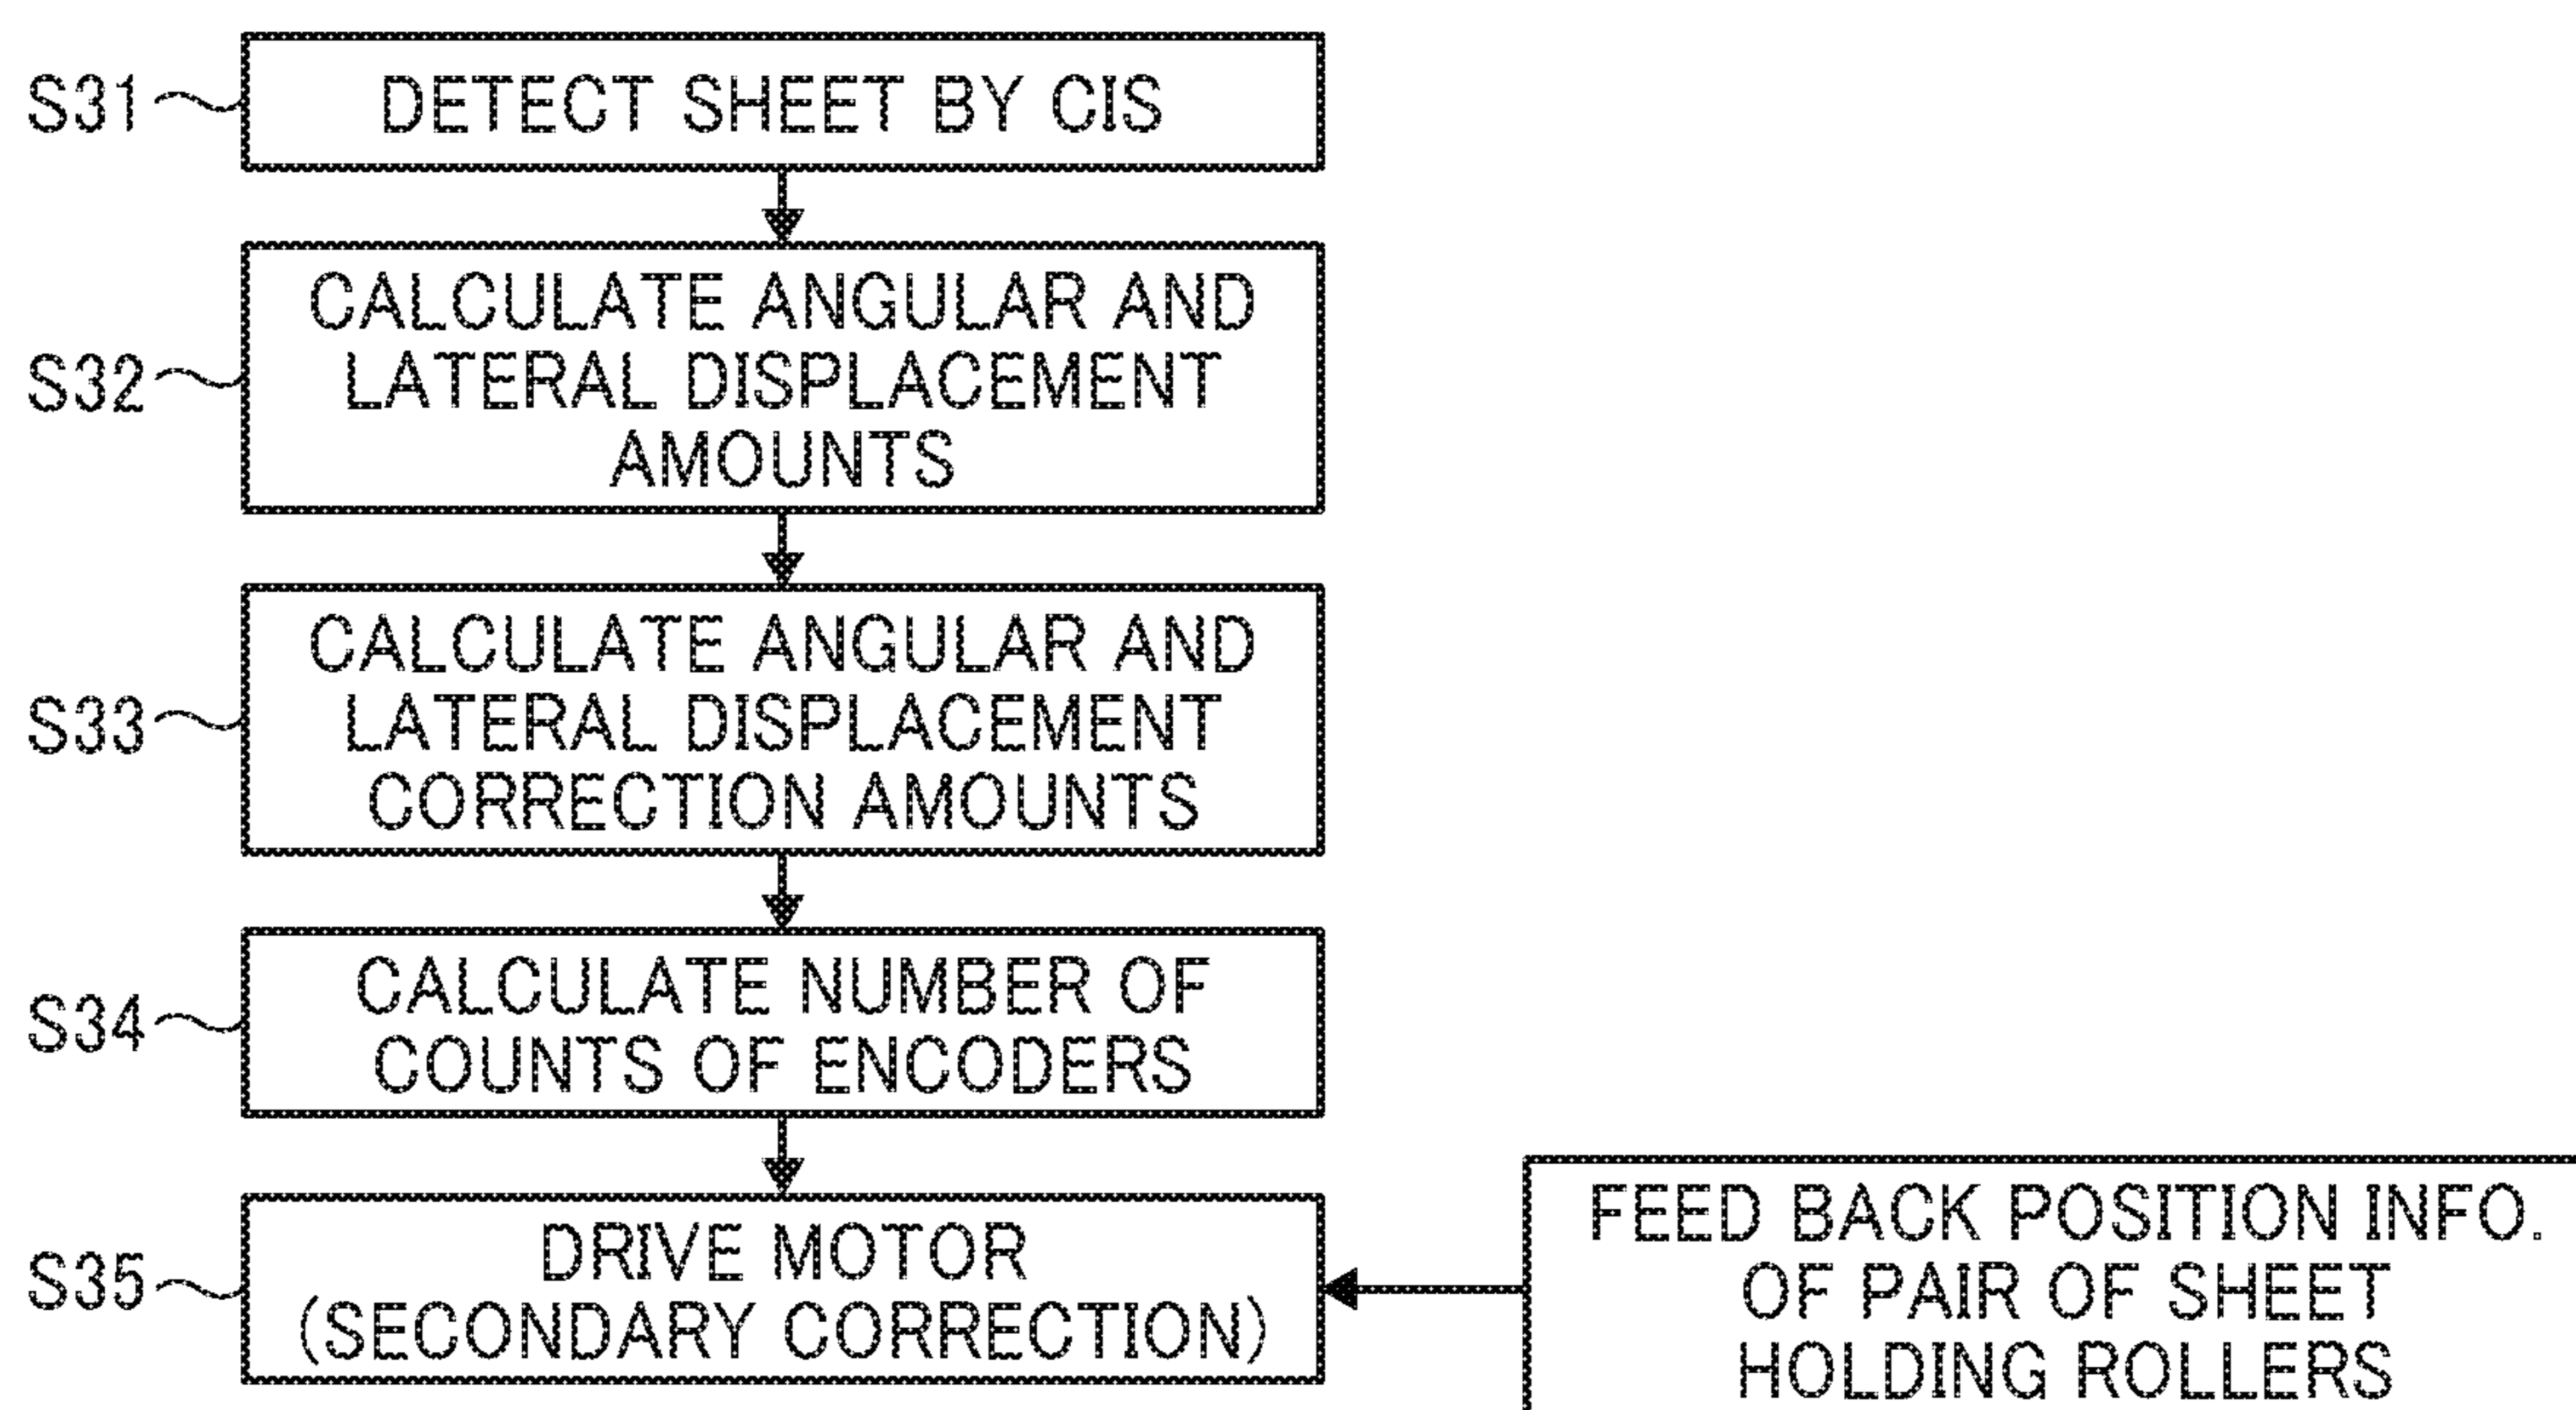 S31
DETECT SHEET BY CIS
S32
CALCULATE ANGULAR AND
LATERAL DISPLACEMENT
AMOUNTS
S33
CALCULATE ANGULAR AND
LATERAL DISPLACEMENT
CORRECTION AMOUNTS
S34
CALCULATE NUMBER OF
COUNTS OF ENCODERS
S35
DRIVE MOTOR
(SECONDARY CORRECTION)
FEED BACK POSITION INFO.
OF PAIR OF SHEET
HOLDING ROLLERS